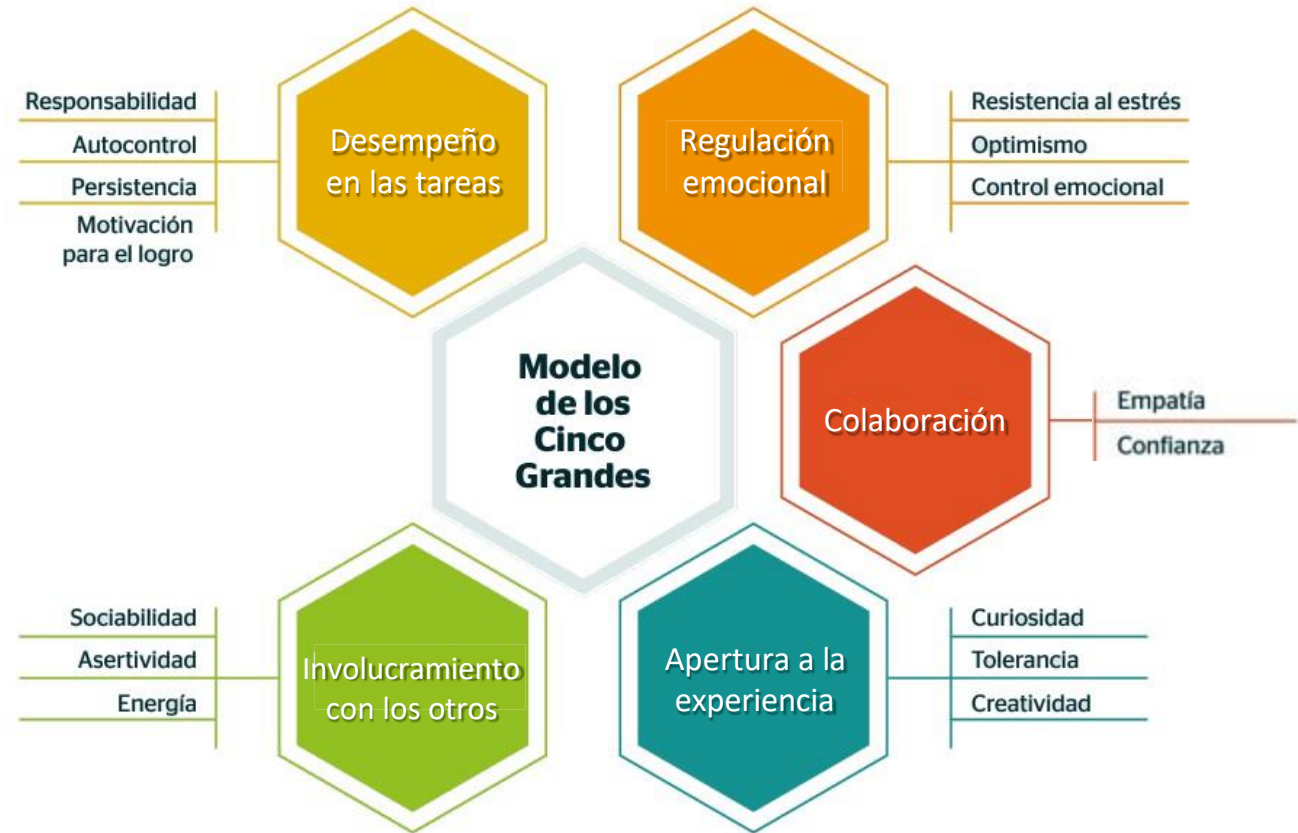 Responsabilidad
Autocontrol
Persistencia
Motivación
para el logro
Desempeño
en las tareas
Regulación
emocional
Resistencia al estrés
Optimismo
Control emocional
Modelo
de los
Cinco
Grandes
Colaboración
Empatía
Confianza
Sociabilidad
Asertividad
Energía
Involucramiento
con los otros
Apertura a la
experiencia
Curiosidad
Tolerancia
Creatividad